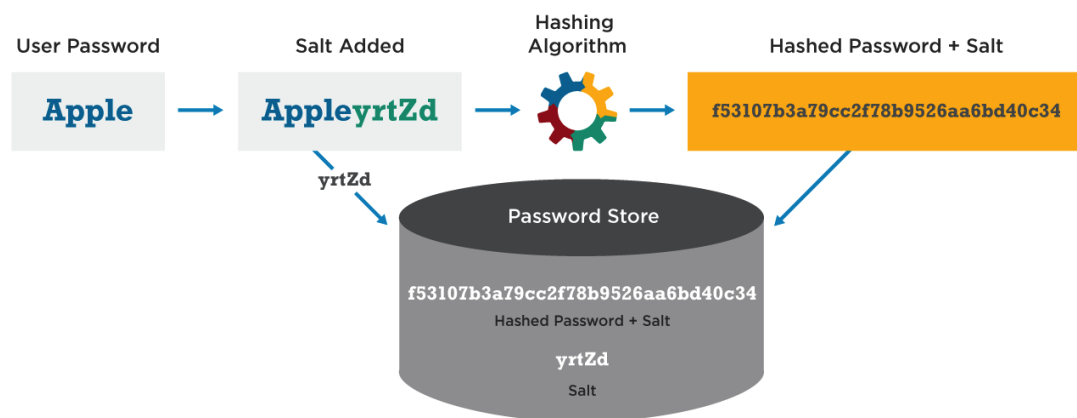 User Password
Salt Added
Hashing
Algorithm
Hashed Password + Salt
Apple
AppleyrtZd
f53107b3a79cc2f78b9526aa6bd40c34
yrtZd
Password Store
f53107b3a79cc2f78b9526aa6bd40c34
Hashed Password + Salt
yrtZd
Salt